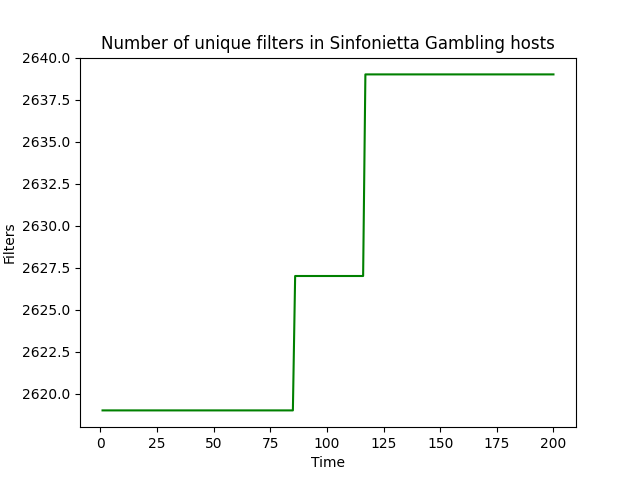 Number of unique filters in Sinfonietta Gambling hosts
2640.0
2637.5
2635.0
2632.5
2630.0
2627.5
2625.0
2622.5
2620.0
Filters
0 25 50 75 100 125 150 175 200
Time